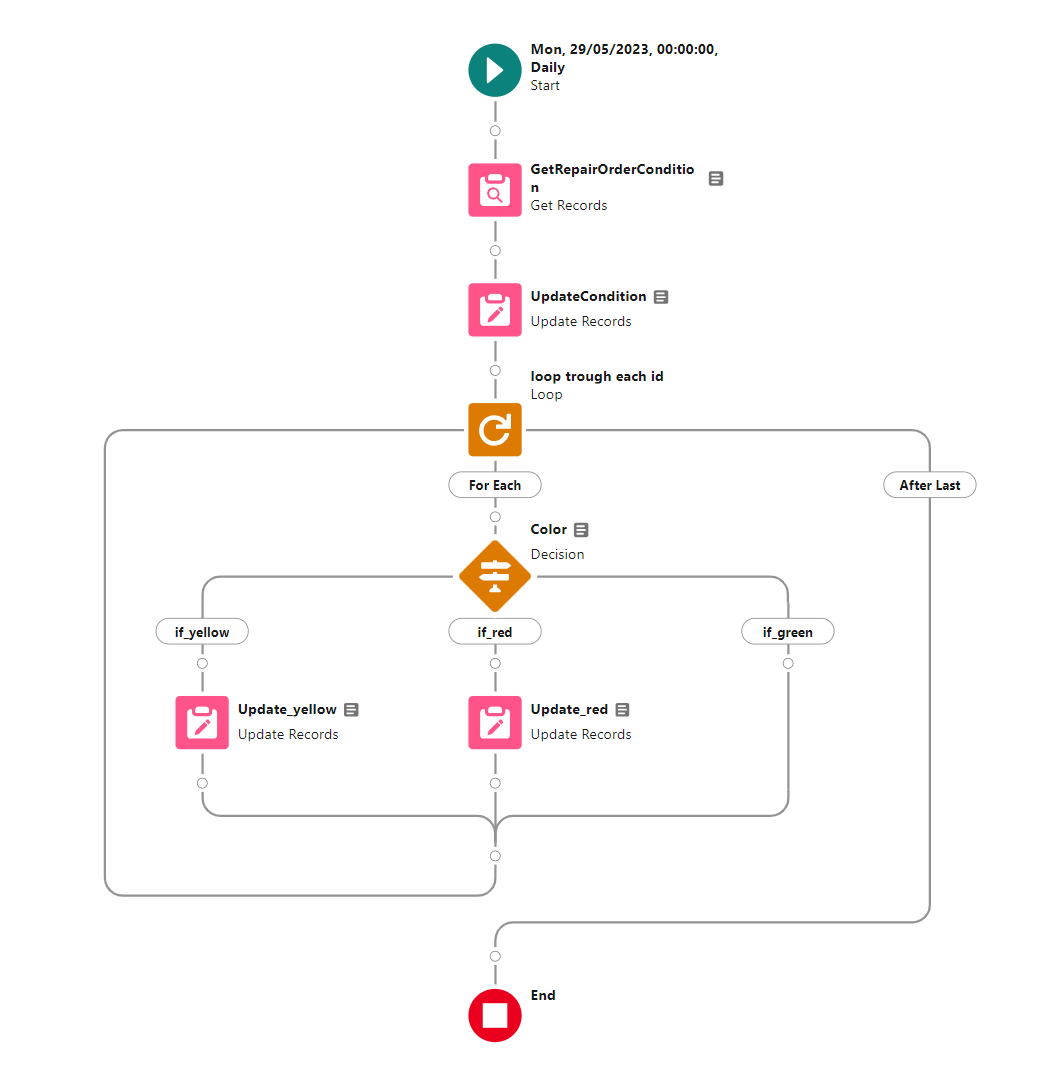 Mon, 29/05/2023, 00:00:00,
Daily
Start
GetRepairOrderConditio
n
Get Records
UpdateCondition
Update Records
loop trough each id
Loop
For Each
After Last
Color
Decision
if_yellow
if_red
if_green
Update_yellow
Update Records
Update_red
Update Records
End